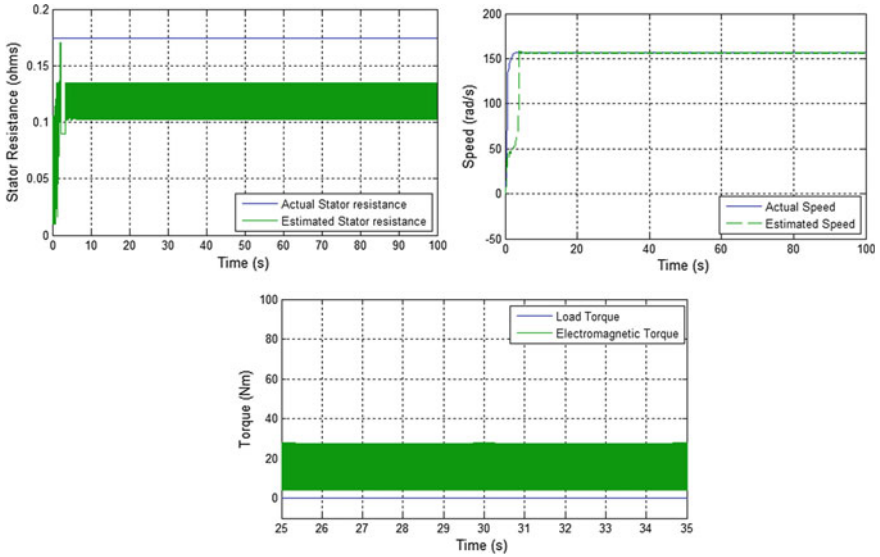 Stator Resistance (ohms)
0.2
0.15
0.1
0.05
0
Actual Stator resistance
Estimated Stator resistance
0 10 20 30 40 50 60 70 80 90 100
Time (s)
Speed (rad/s)
200
150
100
50
0
-50
Actual Speed
Estimated Speed
0 20 40 60 80 100
Time (s)
Torque (Nm)
100
80
60
40
20
0
Load Torque
Electromagnetic Torque
25 26 27 28 29 30 31 32 33 34 35
Time (s)